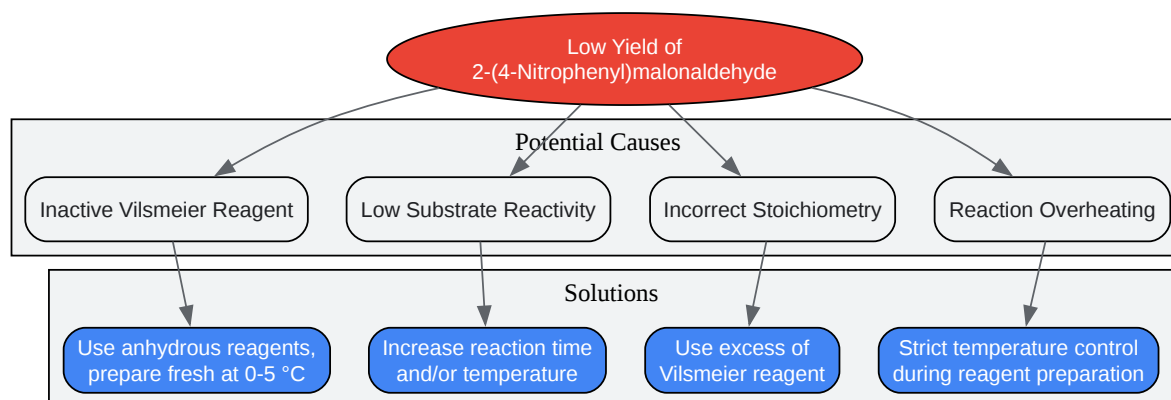 Low Yield of
2-(4-Nitrophenyl)malonaldehyde
Potential Causes
Inactive Vilsmeier Reagent
Low Substrate Reactivity
Incorrect Stoichiometry
Reaction Overheating
Solutions
Use anhydrous reagents,
prepare fresh at 0-5 °C
Increase reaction time
and/or temperature
Use excess of
Vilsmeier reagent
Strict temperature control
during reagent preparation